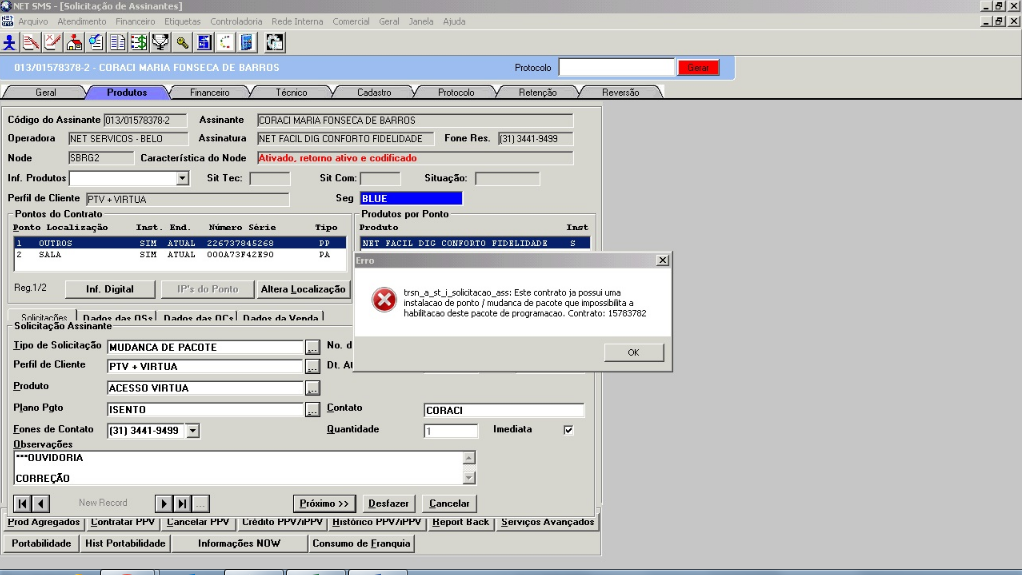 NET SMS - [Solicitação de Assinantes]
Arquivo Atendimento Financeiro Etiquetas Controladoria Rede Interna Comercial Geral Janela Ajuda
013/01578378-2 - CORACI MARIA FONSECA DE BARROS Protocolo Gerar
Geral Produtos Financeiro Técnico Cadastro Protocolo Retenção Reversão
Código do Assinante 013/01578378-2 Assinante CORACI MARIA FONSECA DE BARROS
Operadora NET SERVICOS - BELO Assinatura NET FACIL DIG CONFORTO FIDELIDADE Fone Res. (31) 3441-9499
Node SBRG2 Característica do Node Ativado, retorno ativo e codificado
Inf. Produtos Sit Tec: Sit Com: Situação:
Perfil de Cliente PTV + VIRTUA Seg BLUE
Pontos do Contrato Produtos por Ponto
Ponto Localização Inst. End. Número Série Tipo Produto Inst
1 OUTROS SIM ATUAL 226737845268 PP NET FACIL DIG CONFORTO FIDELIDADE S
2 SALA SIM ATUAL 000A73F42E90 PA
Erro
trsn_a_st_i_solicitacao_ass: Este contrato ja possui uma
instalacao de ponto / mudanca de pacote que impossibilita a
habilitacao deste pacote de programacao. Contrato: 15783782
OK
Reg.1/2 Inf. Digital IP's do Ponto Altera Localização
Solicitações Dados das OSs Dados das OCs Dados da Venda
Solicitação Assinante
Tipo de Solicitação MUDANCA DE PACOTE ... No. d
Perfil de Cliente PTV + VIRTUA ... Dt. At
Produto ACESSO VIRTUA ...
Plano Pgto ISENTO ... Contato CORACI
Fones de Contato (31) 3441-9499 Quantidade 1 Imediata
Observações
***OUVIDORIA
CORREÇÃO
New Record ... Próximo >> Desfazer Cancelar
Prod Agregados Contratar PPV Cancelar PPV Crédito PPV/iPPV Histórico PPV/iPPV Report Back Serviços Avançados
Portabilidade Hist Portabilidade Informações NOW Consumo de Franquia